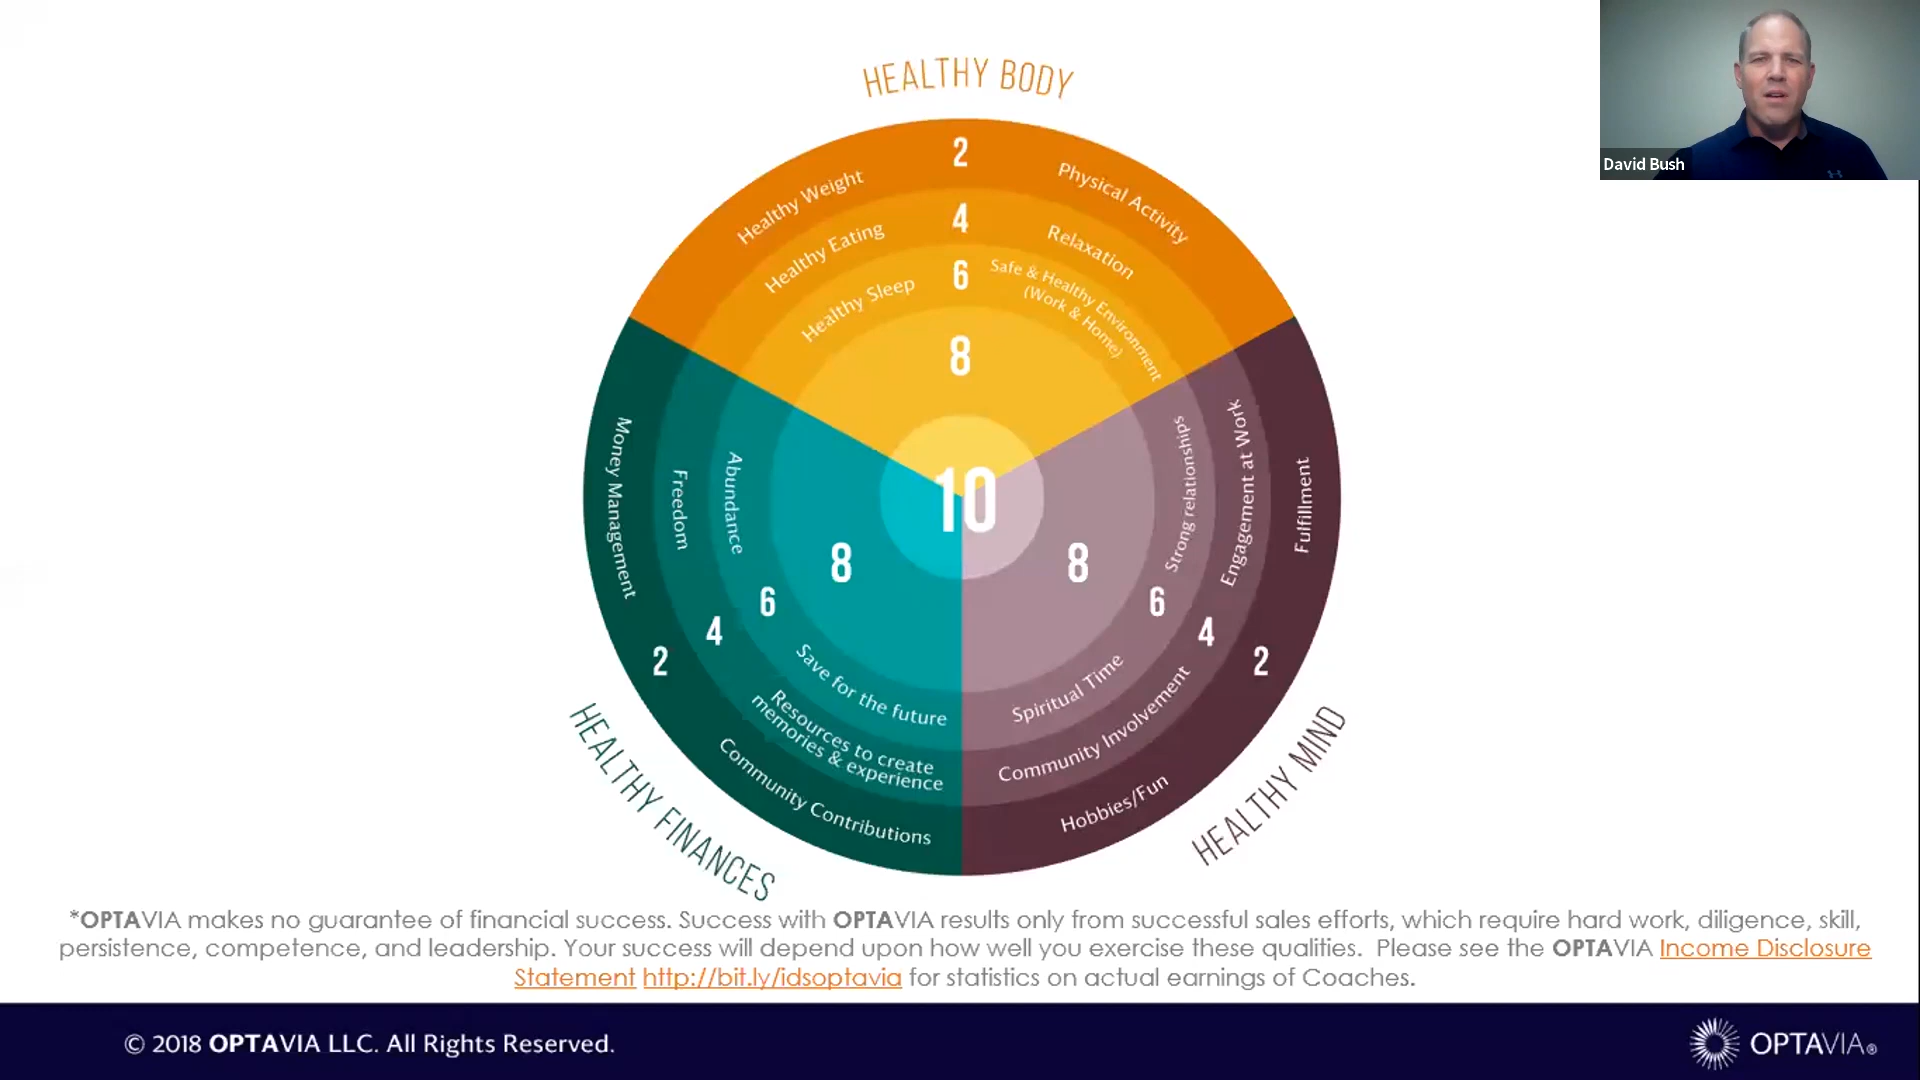 HEALTHY BODY
David Bush
2
Healthy Weight
Physical Activity
4
Healthy Eating
Relaxation
6
Healthy Sleep
Safe & Healthy Environment
(Work & Home)
8
10
Money Management
Freedom
Abundance
8
6
4
2
Save for the future
Resources to create
memories & experience
Community Contributions
HEALTHY FINANCES
Strong relationships
Engagement at Work
Fulfillment
8
6
4
2
Spiritual Time
Community Involvement
Hobbies/Fun
HEALTHY MIND
*OPTAVIA makes no guarantee of financial success. Success with OPTAVIA results only from successful sales efforts, which require hard work, diligence, skill,
persistence, competence, and leadership. Your success will depend upon how well you exercise these qualities. Please see the OPTAVIA Income Disclosure
Statement http://bit.ly/idsoptavia for statistics on actual earnings of Coaches.
© 2018 OPTAVIA LLC. All Rights Reserved.
OPTAVIA®